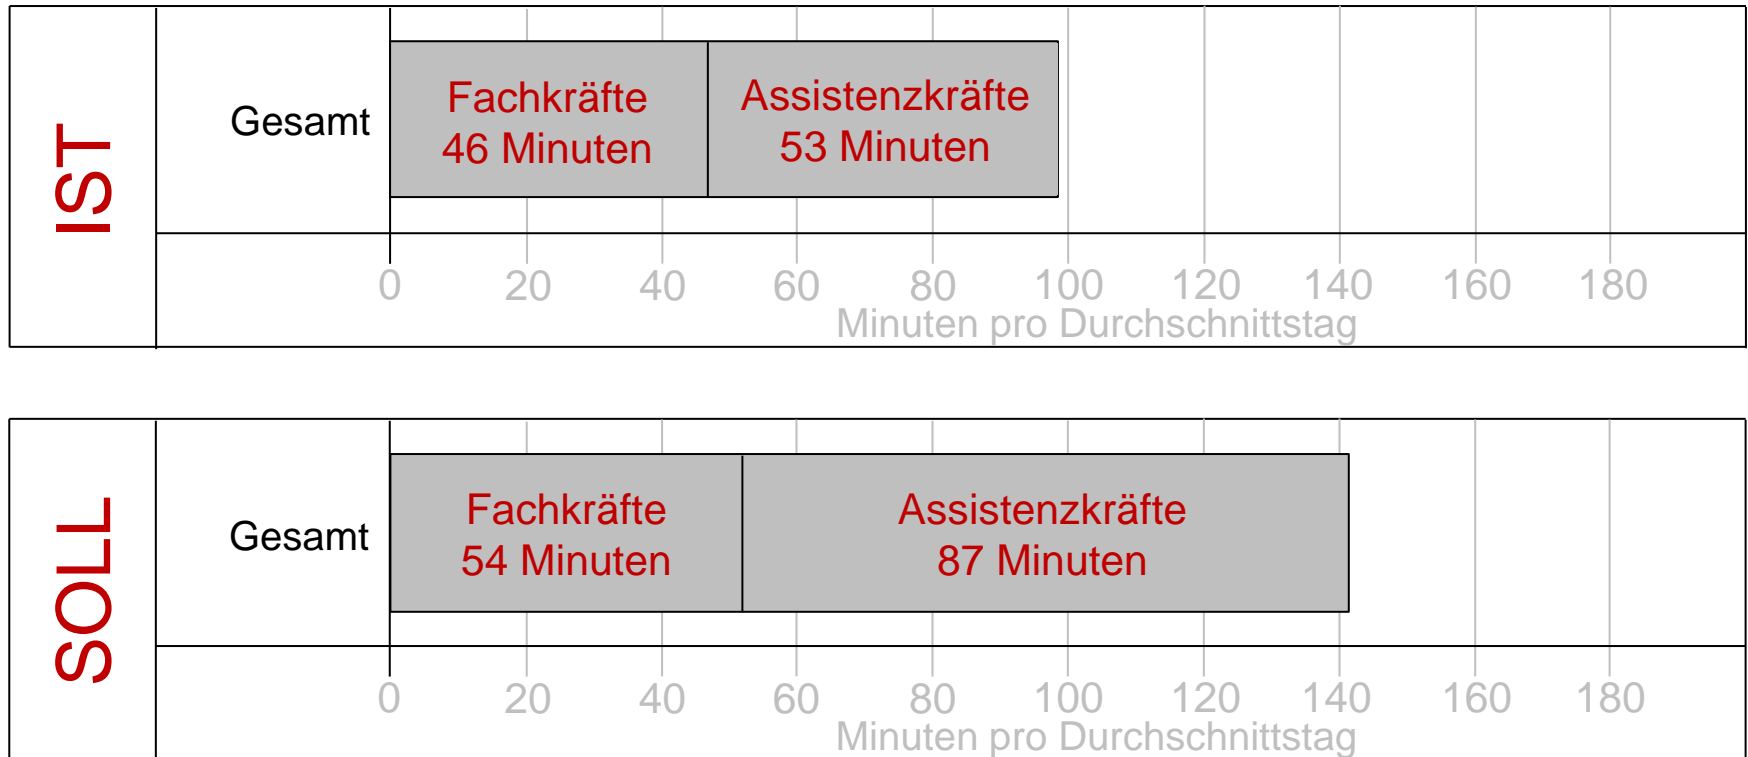 IST
Gesamt
Fachkräfte
46 Minuten
Assistenzkräfte
53 Minuten
0 20 40 60 80 100 120 140 160 180
Minuten pro Durchschnittstag
SOLL
Gesamt
Fachkräfte
54 Minuten
Assistenzkräfte
87 Minuten
0 20 40 60 80 100 120 140 160 180
Minuten pro Durchschnittstag